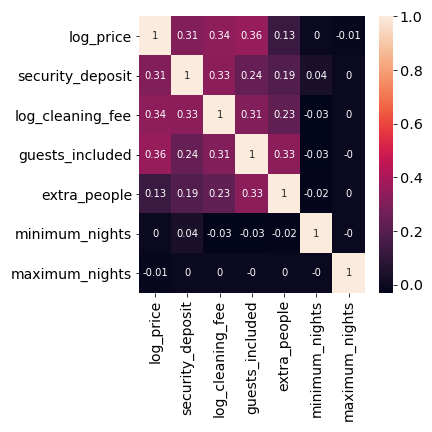 log_price 1 0.31 0.34 0.36 0.13 0 -0.01
security_deposit 0.31 1 0.33 0.24 0.19 0.04 0
log_cleaning_fee 0.34 0.33 1 0.31 0.23 -0.03 0
guests_included 0.36 0.24 0.31 1 0.33 -0.03 -0
extra_people 0.13 0.19 0.23 0.33 1 -0.02 0
minimum_nights 0 0.04 -0.03 -0.03 -0.02 1 -0
maximum_nights -0.01 0 0 -0 0 -0 1
log_price
security_deposit
log_cleaning_fee
guests_included
extra_people
minimum_nights
maximum_nights
1.0
0.8
0.6
0.4
0.2
0.0